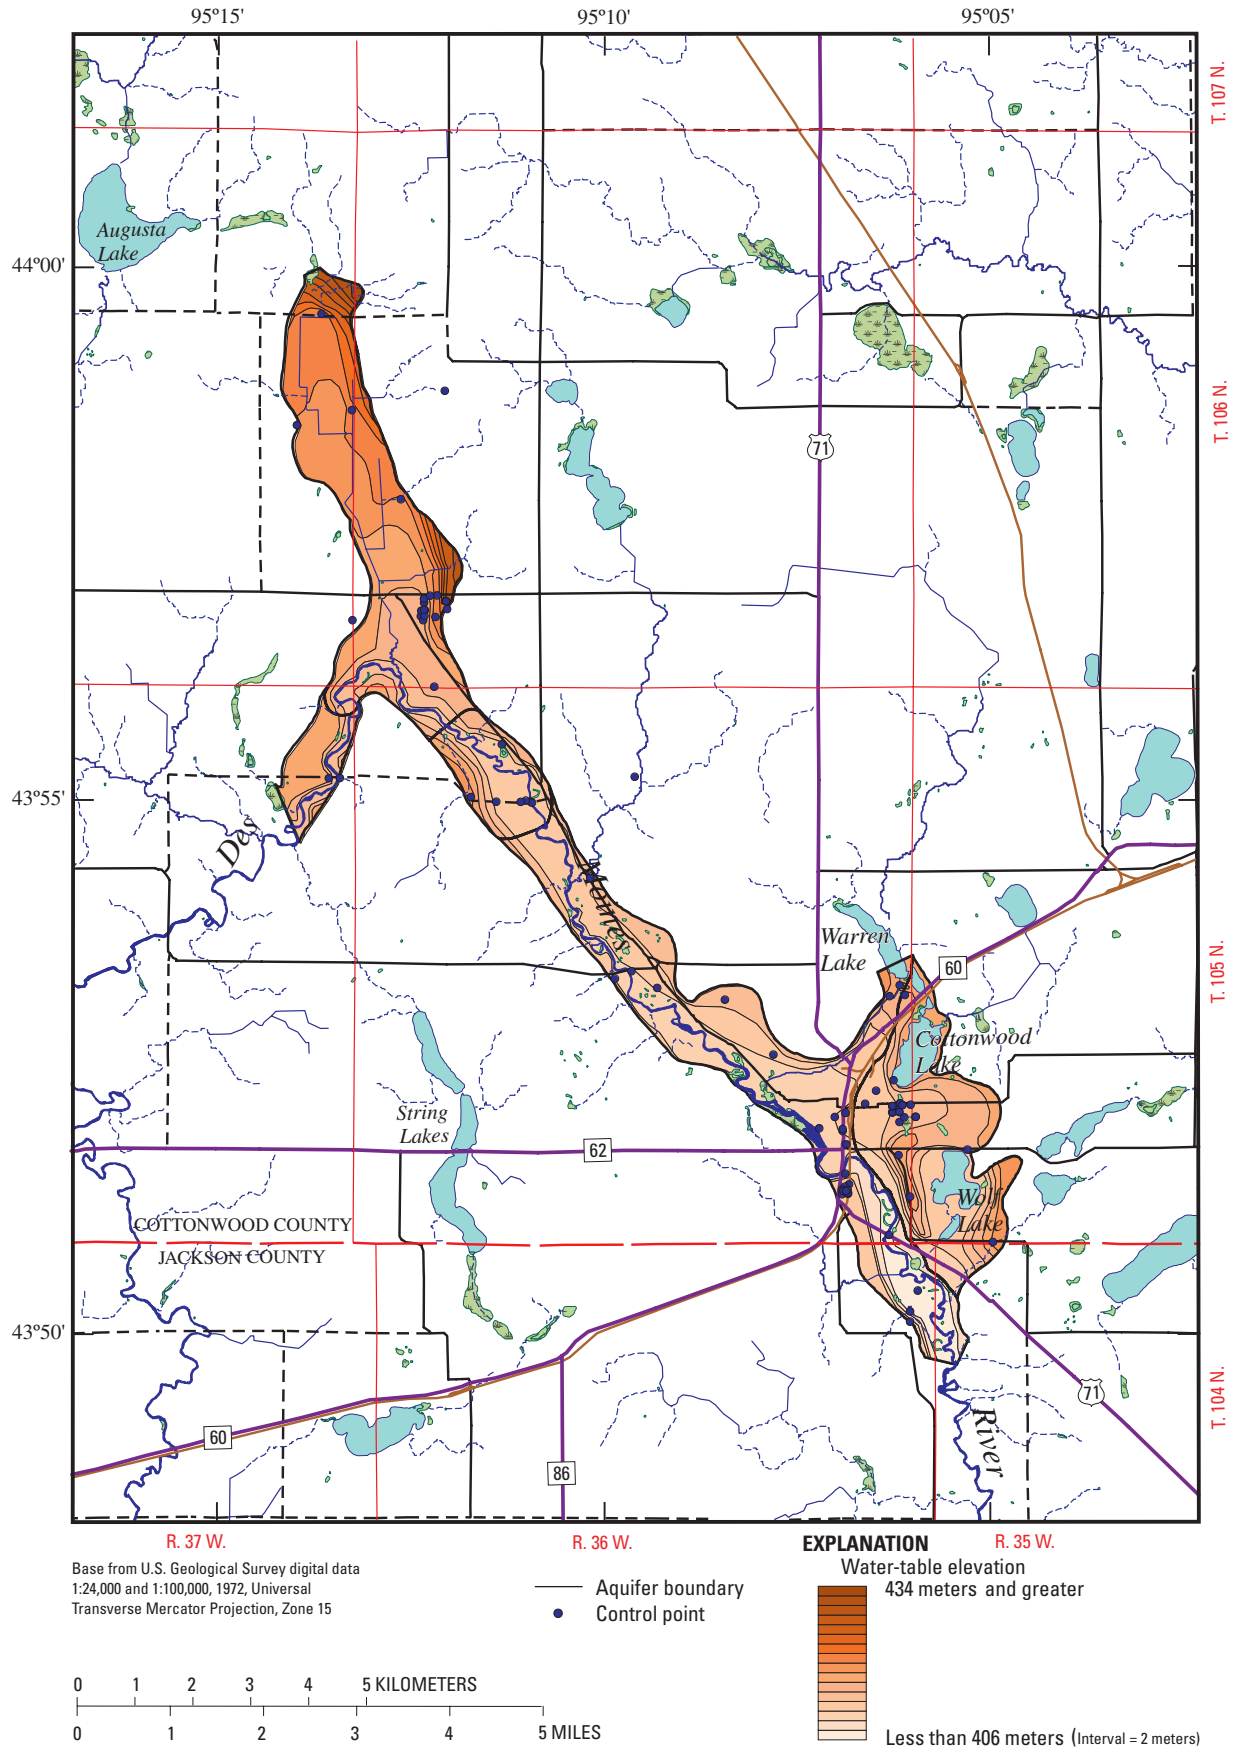 95°15'
95°10'
95°05'
T. 107 N.
Augusta
Lake
44°00'
T. 106 N.
71
43°55'
Des
Moines
Warren
Lake
60
T. 105 N.
Cottonwood
Lake
String
Lakes
62
Wolf
Lake
COTTONWOOD COUNTY
JACKSON COUNTY
43°50'
T. 104 N.
71
River
60
86
R. 37 W.
R. 36 W.
R. 35 W.
EXPLANATION
Base from U.S. Geological Survey digital data
1:24,000 and 1:100,000, 1972, Universal
Transverse Mercator Projection, Zone 15
Aquifer boundary
Control point
Water-table elevation
434 meters and greater
Less than 406 meters (Interval = 2 meters)
0 1 2 3 4 5 KILOMETERS
0 1 2 3 4 5 MILES